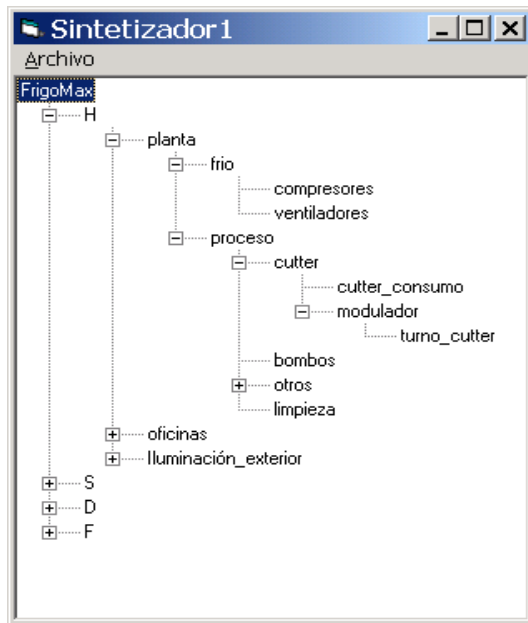 Sintetizador1
Archivo
FrigoMax
H
planta
frio
compresores
ventiladores
proceso
cutter
cutter_consumo
modulador
turno_cutter
bombos
otros
limpieza
oficinas
Iluminación_exterior
S
D
F